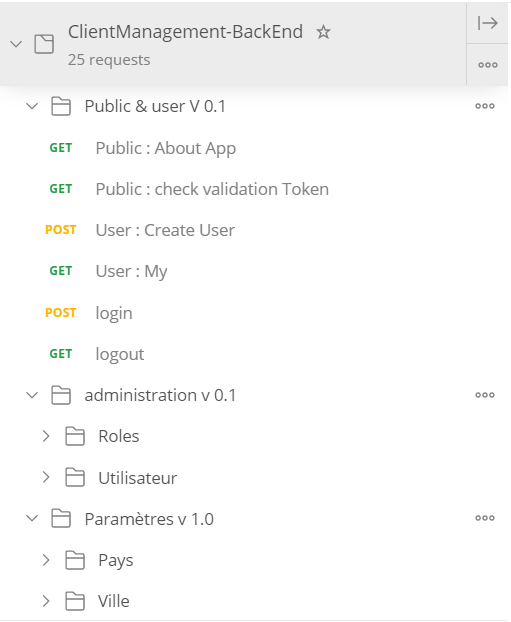 ClientManagement-BackEnd
25 requests
Public & user V 0.1
GET Public : About App
GET Public : check validation Token
POST User : Create User
GET User : My
POST login
GET logout
administration v 0.1
Roles
Utilisateur
Paramètres v 1.0
Pays
Ville